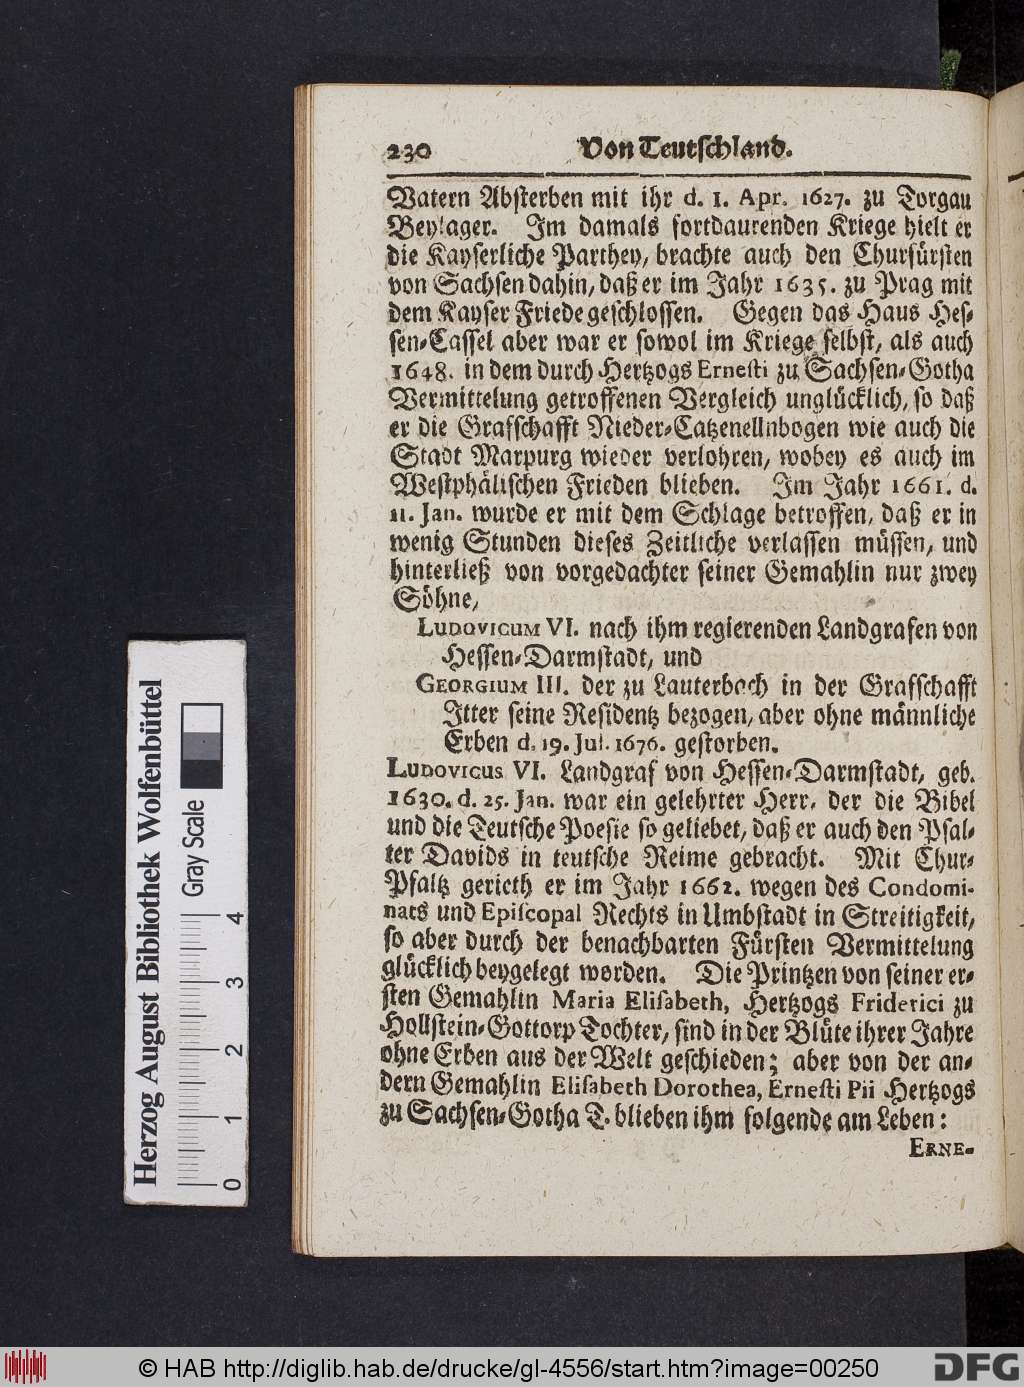 230 Von Teutschland.
Vatern Absterben mit ihr d. 1. Apr. 1627. zu Torgau
Beylager. Im damals fortdaurenden Kriege hielt er
die Kayserliche Parthey, brachte auch den Churfürsten
von Sachsen dahin, daß er im Jahr 1635. zu Prag mit
dem Kayser Friede geschlossen. Gegen das Haus Hes-
sen-Cassel aber war er sowol im Kriege selbst, als auch
1648. in dem durch Hertzogs Ernesti zu Sachsen-Gotha
Vermittelung getroffenen Vergleich unglücklich, so daß
er die Grafschafft Nieder-Catzenellnbogen wie auch die
Stadt Marpurg wieder verlohren, wobey es auch im
Westphälischen Frieden blieben. Im Jahr 1661. d.
11. Jan. wurde er mit dem Schlage betroffen, daß er in
wenig Stunden dieses Zeitliche verlassen müssen, und
hinterließ von vorgedachter seiner Gemahlin nur zwey
Söhne,
LUDOVICUM VI. nach ihm regierenden Landgrafen von
Hessen-Darmstadt, und
GEORGIUM III. der zu Lauterbach in der Grafschafft
Itter seine Residentz bezogen, aber ohne männliche
Erben d. 19. Jul. 1676. gestorben.
LUDOVICUS VI. Landgraf von Hessen-Darmstadt, geb.
1630. d. 25. Jan. war ein gelehrter Herr, der die Bibel
und die Teutsche Poesie so geliebet, daß er auch den Psal-
ter Davids in teutsche Reime gebracht. Mit Chur-
Pfaltz gerieth er im Jahr 1662. wegen des Condomi-
nats und Episcopal Rechts in Umbstadt in Streitigkeit,
so aber durch der benachbarten Fürsten Vermittelung
glücklich beygelegt worden. Die Printzen von seiner er-
sten Gemahlin Maria Elisabeth, Hertzogs Friderici zu
Hollstein-Gottorp Tochter, sind in der Blüte ihrer Jahre
ohne Erben aus der Welt geschieden; aber von der an-
dern Gemahlin Elisabeth Dorothea, Ernesti Pii Hertzogs
zu Sachsen-Gotha T. blieben ihm folgende am Leben:
ERNE-
Herzog August Bibliothek Wolfenbüttel
Gray Scale
0 1 2 3 4
© HAB http://diglib.hab.de/drucke/gl-4556/start.htm?image=00250
DFG